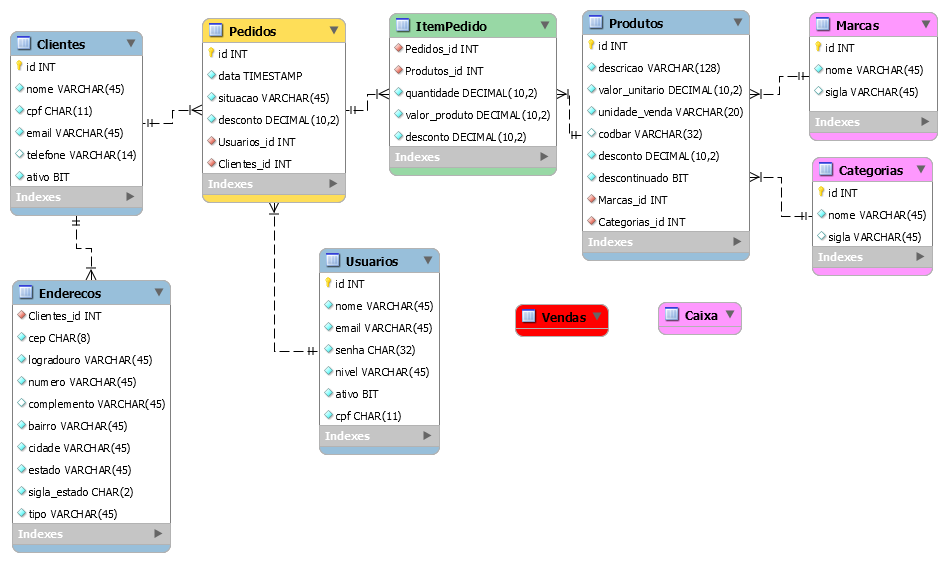 Clientes
id INT
nome VARCHAR(45)
cpf CHAR(11)
email VARCHAR(45)
telefone VARCHAR(14)
ativo BIT
Indexes
Pedidos
id INT
data TIMESTAMP
situacao VARCHAR(45)
desconto DECIMAL(10,2)
Usuarios_id INT
Clientes_id INT
Indexes
ItemPedido
Pedidos_id INT
Produtos_id INT
quantidade DECIMAL(10,2)
valor_produto DECIMAL(10,2)
desconto DECIMAL(10,2)
Indexes
Produtos
id INT
descricao VARCHAR(128)
valor_unitario DECIMAL(10,2)
unidade_venda VARCHAR(20)
codbar VARCHAR(32)
desconto DECIMAL(10,2)
descontinuado BIT
Marcas_id INT
Categorias_id INT
Indexes
Marcas
id INT
nome VARCHAR(45)
sigla VARCHAR(45)
Indexes
Categorias
id INT
nome VARCHAR(45)
sigla VARCHAR(45)
Indexes
Enderecos
Clientes_id INT
cep CHAR(8)
logradouro VARCHAR(45)
numero VARCHAR(45)
complemento VARCHAR(45)
bairro VARCHAR(45)
cidade VARCHAR(45)
estado VARCHAR(45)
sigla_estado CHAR(2)
tipo VARCHAR(45)
Indexes
Usuarios
id INT
nome VARCHAR(45)
email VARCHAR(45)
senha CHAR(32)
nivel VARCHAR(45)
ativo BIT
cpf CHAR(11)
Indexes
Vendas
Caixa